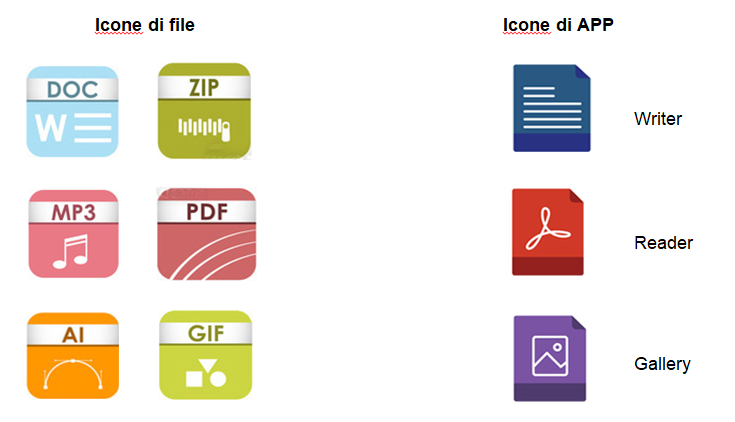 Icone di file
Icone di APP
DOC
ZIP
W
Writer
MP3
PDF
Reader
AI
GIF
Gallery